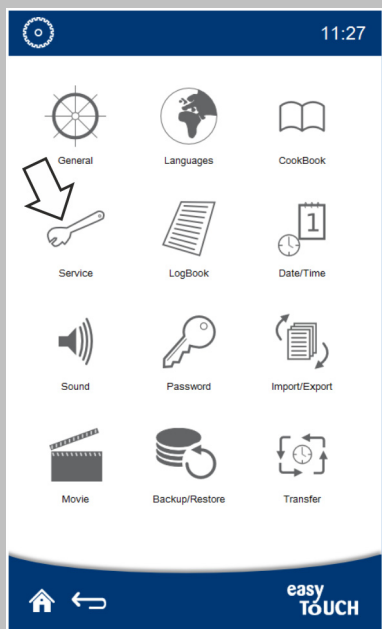 11:27
General Languages CookBook
Service LogBook Date/Time
1
Sound Password Import/Export
Movie Backup/Restore Transfer
easy
TOUCH